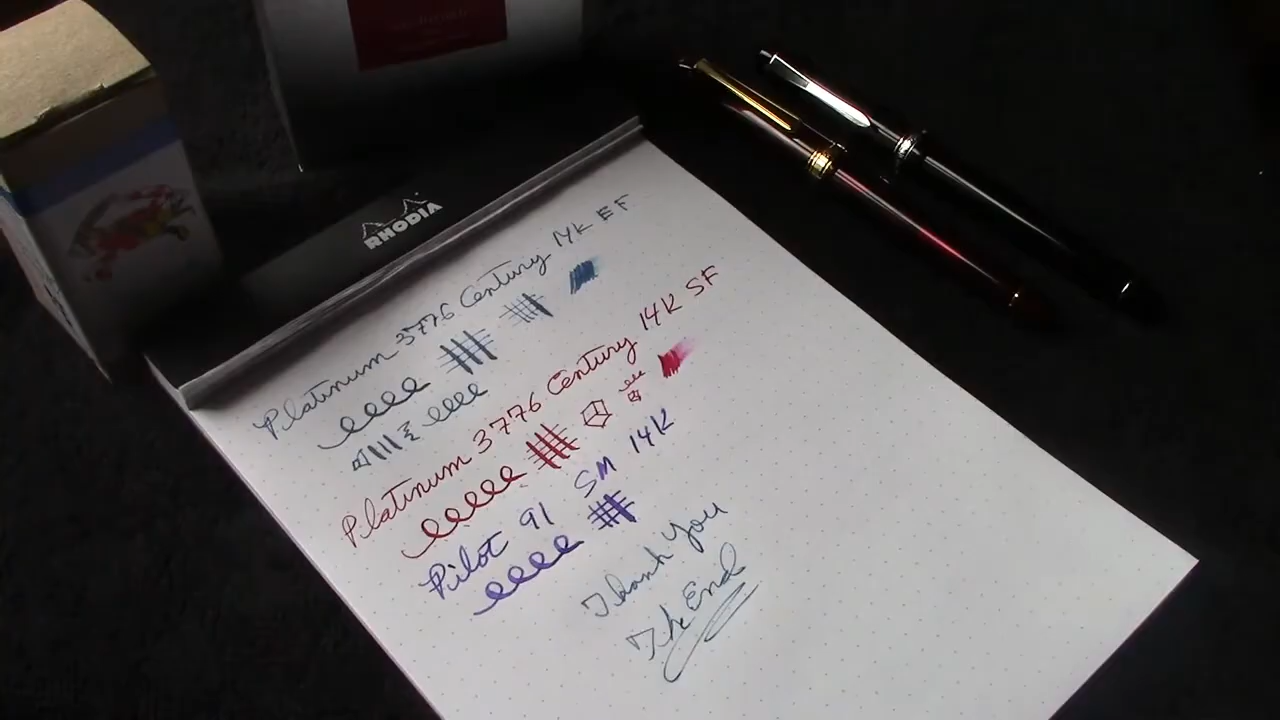 RHODIA
Platinum 3776 Century 14K EF
Platinum 3776 Century 14K SF
Pilot 91 SM 14K
Thank You
The End